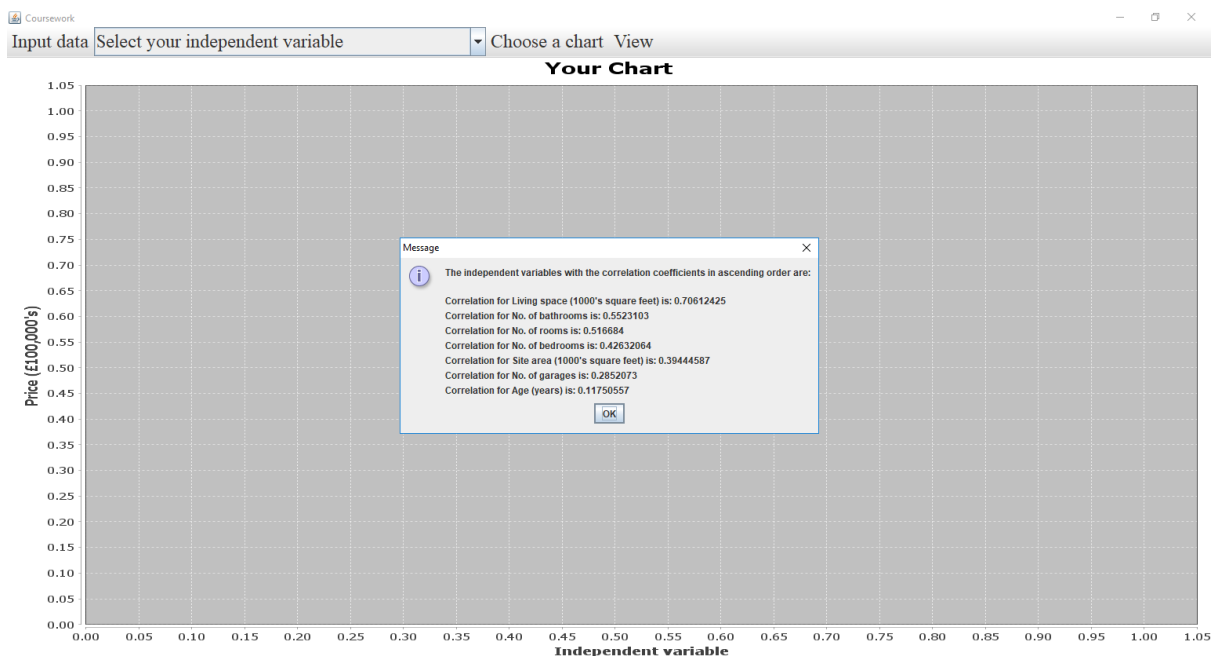 Coursework
Input data Select your independent variable Choose a chart View
Your Chart
1.05
1.00
0.95
0.90
0.85
0.80
0.75
0.70
0.65
0.60
0.55
0.50
0.45
0.40
0.35
0.30
0.25
0.20
0.15
0.10
0.05
0.00
Price (£100,000's)
Message
The independent variables with the correlation coefficients in ascending order are:
Correlation for Living space (1000's square feet) is: 0.70612425
Correlation for No. of bathrooms is: 0.5523103
Correlation for No. of rooms is: 0.516684
Correlation for No. of bedrooms is: 0.42632064
Correlation for Site area (1000's square feet) is: 0.39444587
Correlation for No. of garages is: 0.2852073
Correlation for Age (years) is: 0.11750557
OK
0.00 0.05 0.10 0.15 0.20 0.25 0.30 0.35 0.40 0.45 0.50 0.55 0.60 0.65 0.70 0.75 0.80 0.85 0.90 0.95 1.00 1.05
Independent variable